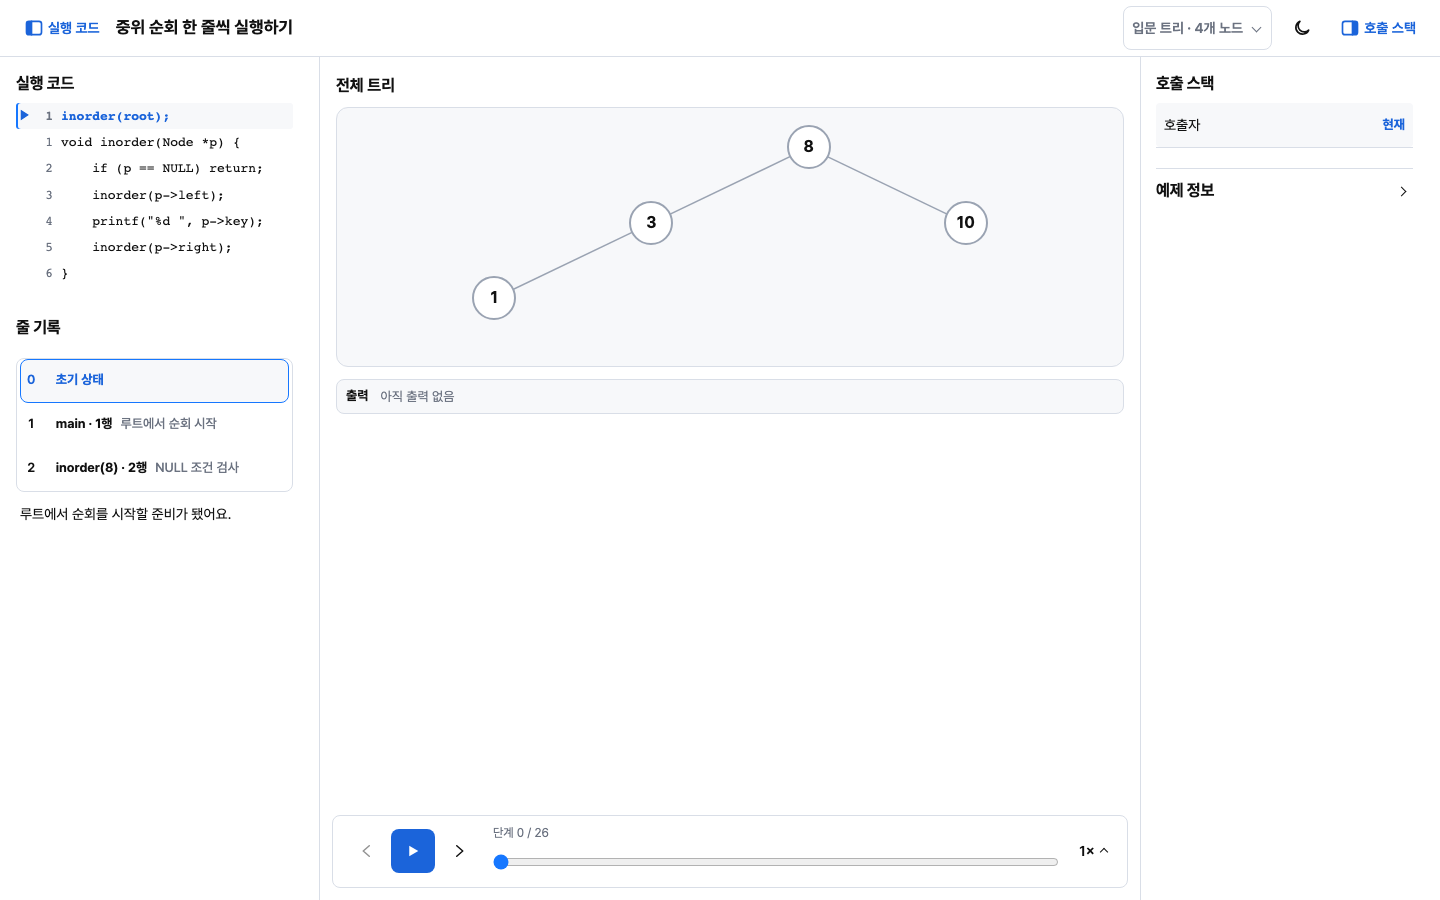 실행 코드
중위 순회 한 줄씩 실행하기
입문 트리 · 4개 노드
호출 스택
실행 코드
1 inorder(root);
1 void inorder(Node *p) {
2     if (p == NULL) return;
3     inorder(p->left);
4     printf("%d ", p->key);
5     inorder(p->right);
6 }
줄 기록
0 초기 상태
1 main · 1행 루트에서 순회 시작
2 inorder(8) · 2행 NULL 조건 검사
루트에서 순회를 시작할 준비가 됐어요.
전체 트리
8
3
10
1
출력 아직 출력 없음
단계 0 / 26
1×
호출 스택
호출자 현재
예제 정보